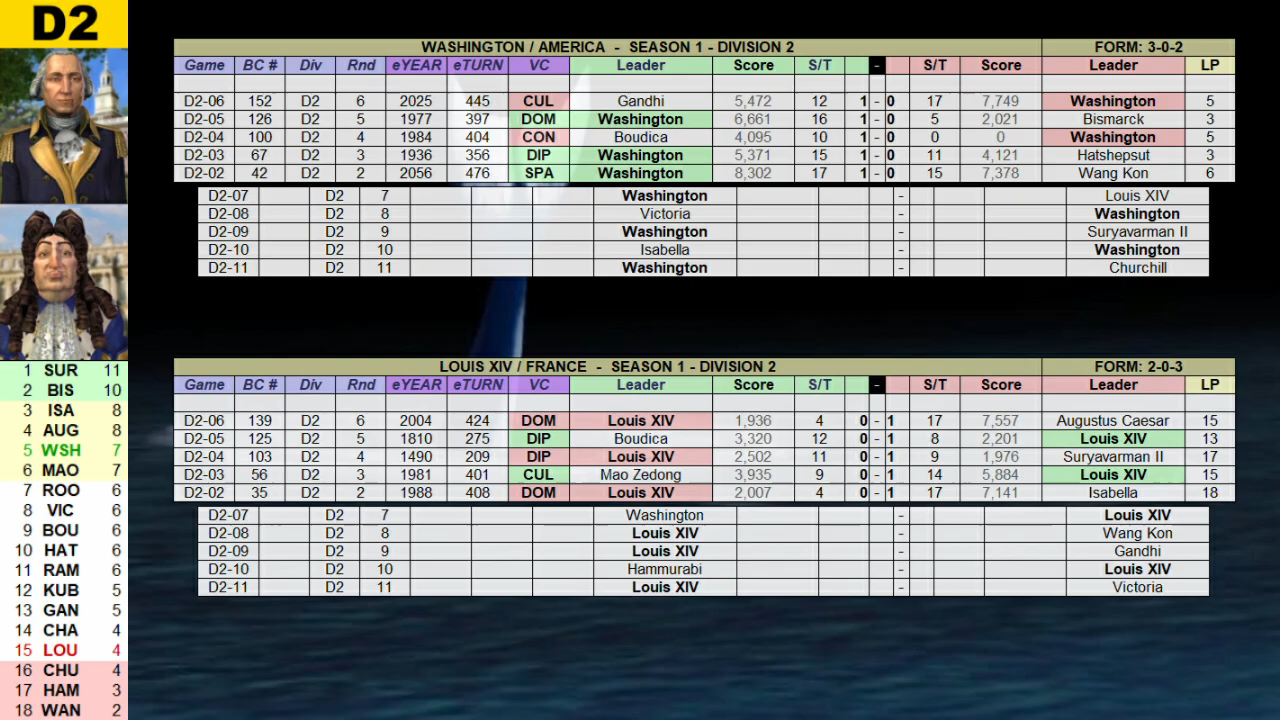 D2
WASHINGTON / AMERICA - SEASON 1 - DIVISION 2 FORM: 3-0-2
Game BC # Div Rnd eYEAR eTURN VC Leader Score S/T - S/T Score Leader LP
D2-06 152 D2 6 2025 445 CUL Gandhi 5,472 12 1 - 0 17 7,749 Washington 5
D2-05 126 D2 5 1977 397 DOM Washington 6,661 16 1 - 0 5 2,021 Bismarck 3
D2-04 100 D2 4 1984 404 CON Boudica 4,095 10 1 - 0 0 0 Washington 5
D2-03 67 D2 3 1936 356 DIP Washington 5,371 15 1 - 0 11 4,121 Hatshepsut 3
D2-02 42 D2 2 2056 476 SPA Washington 8,302 17 1 - 0 15 7,378 Wang Kon 6
D2-07 D2 7 Washington - Louis XIV
D2-08 D2 8 Victoria - Washington
D2-09 D2 9 Washington - Suryavarman II
D2-10 D2 10 Isabella - Washington
D2-11 D2 11 Washington - Churchill
LOUIS XIV / FRANCE - SEASON 1 - DIVISION 2 FORM: 2-0-3
Game BC # Div Rnd eYEAR eTURN VC Leader Score S/T - S/T Score Leader LP
D2-06 139 D2 6 2004 424 DOM Louis XIV 1,936 4 0 - 1 17 7,557 Augustus Caesar 15
D2-05 125 D2 5 1810 275 DIP Boudica 3,320 12 0 - 1 8 2,201 Louis XIV 13
D2-04 103 D2 4 1490 209 DIP Louis XIV 2,502 11 0 - 1 9 1,976 Suryavarman II 17
D2-03 56 D2 3 1981 401 CUL Mao Zedong 3,935 9 0 - 1 14 5,884 Louis XIV 15
D2-02 35 D2 2 1988 408 DOM Louis XIV 2,007 4 0 - 1 17 7,141 Isabella 18
D2-07 D2 7 Washington - Louis XIV
D2-08 D2 8 Louis XIV - Wang Kon
D2-09 D2 9 Louis XIV - Gandhi
D2-10 D2 10 Hammurabi - Louis XIV
D2-11 D2 11 Louis XIV - Victoria
1 SUR 11
2 BIS 10
3 ISA 8
4 AUG 8
5 WSH 7
6 MAO 7
7 ROO 6
8 VIC 6
9 BOU 6
10 HAT 6
11 RAM 6
12 KUB 5
13 GAN 5
14 CHA 4
15 LOU 4
16 CHU 4
17 HAM 3
18 WAN 2